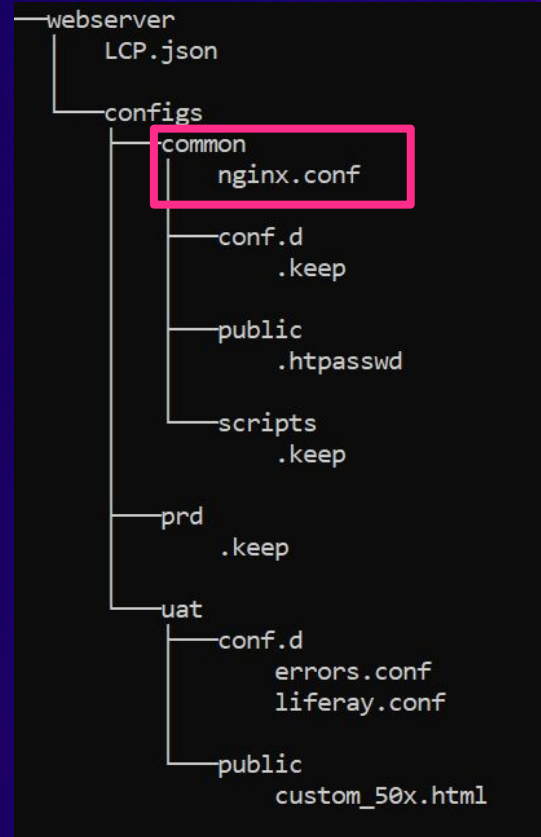 webserver
LCP.json
configs
common
nginx.conf
conf.d
.keep
public
.htpasswd
scripts
.keep
prd
.keep
uat
conf.d
errors.conf
liferay.conf
public
custom_50x.html